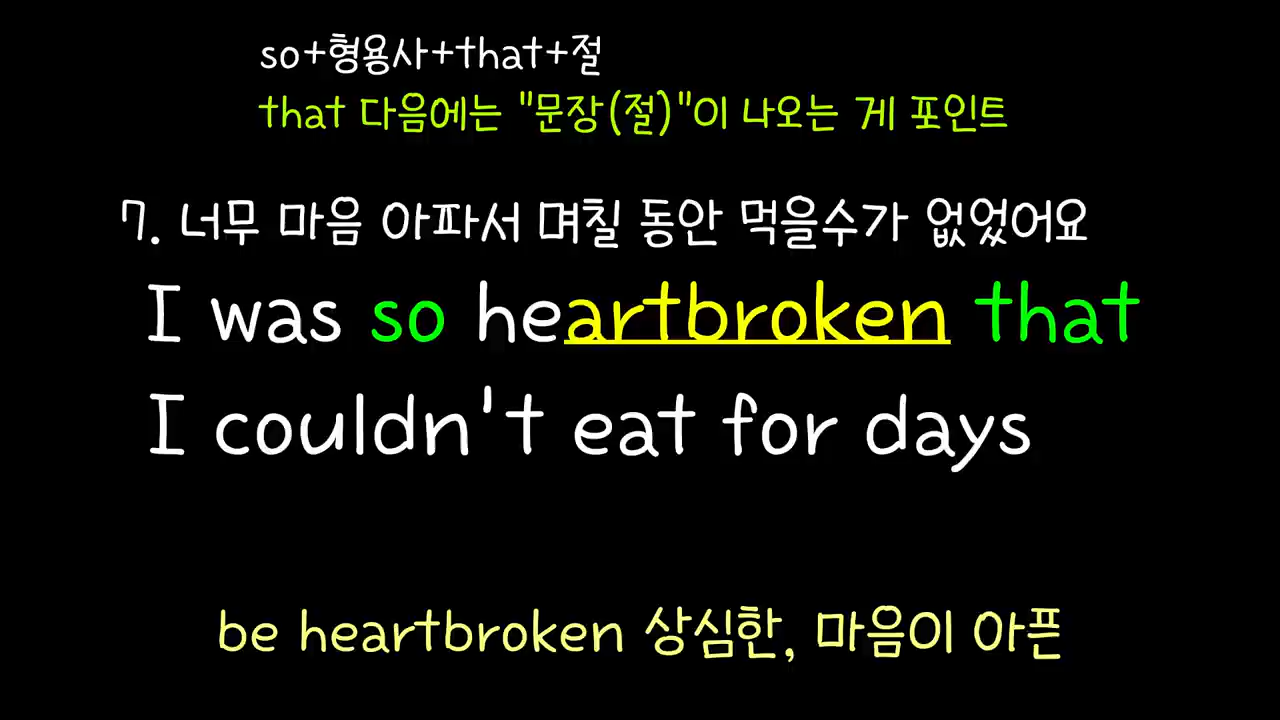 so+형용사+that+절
that 다음에는 "문장(절)"이 나오는 게 포인트
7. 너무 마음 아파서 며칠 동안 먹을수가 없었어요
I was so heartbroken that
I couldn't eat for days
be heartbroken 상심한, 마음이 아픈